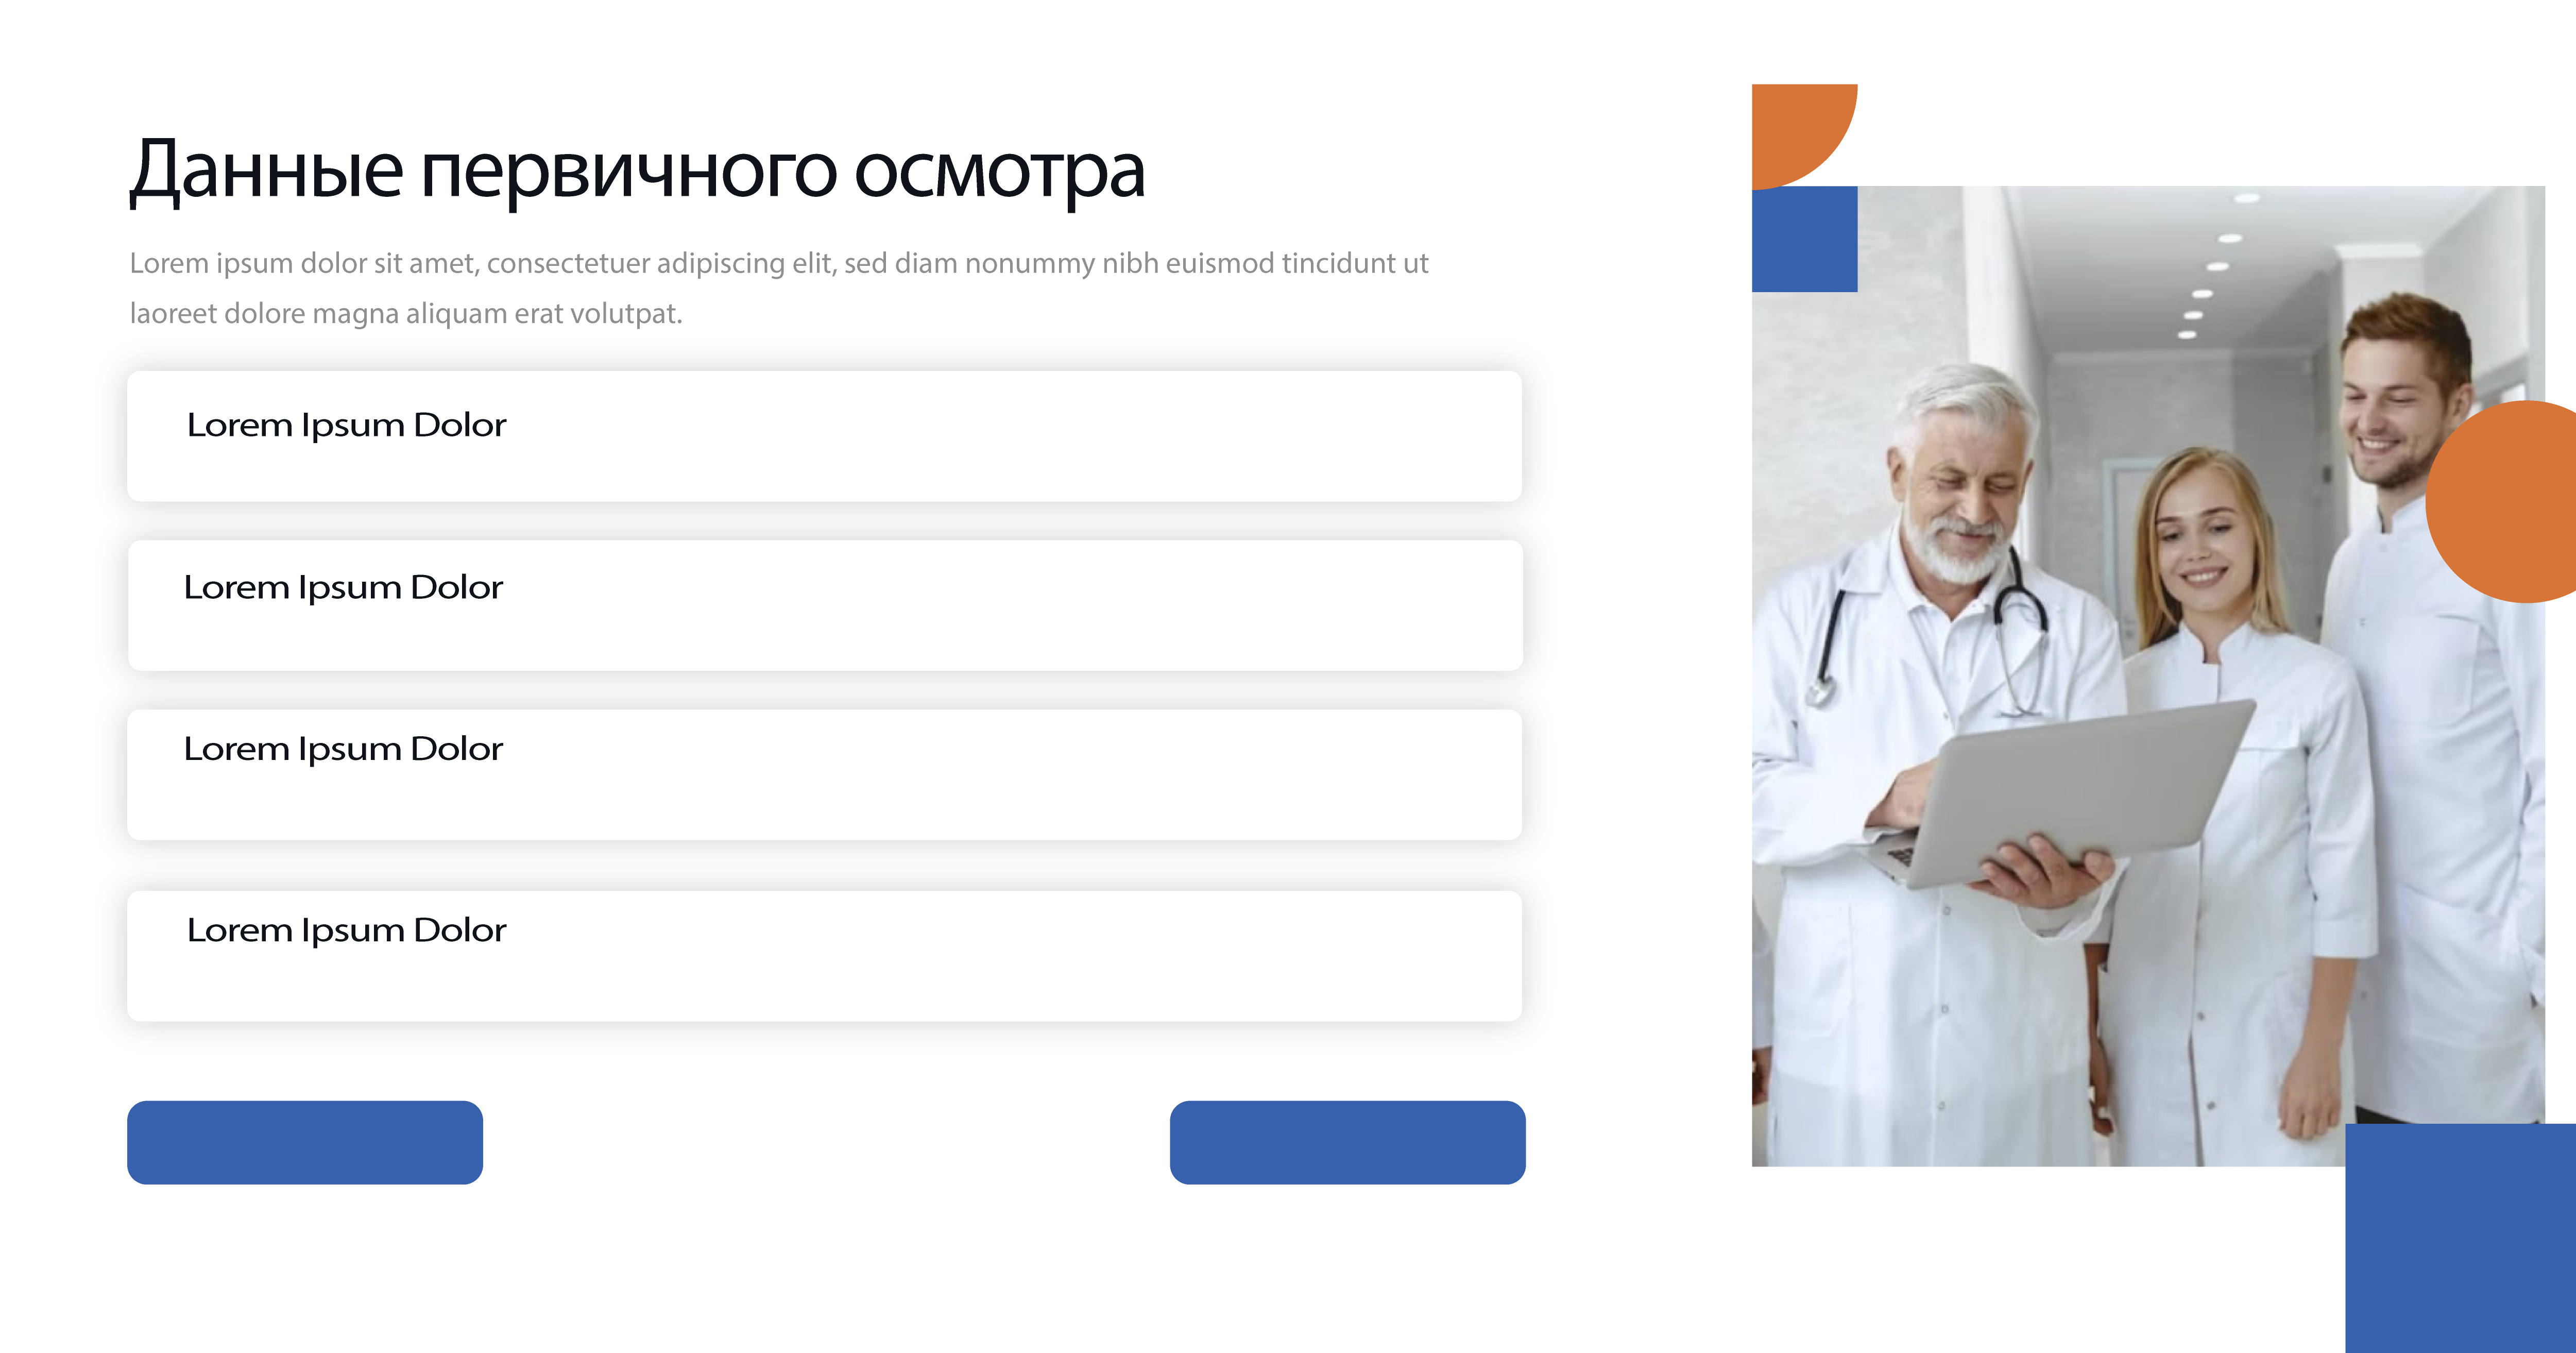 Данные первичного осмотра
Lorem ipsum dolor sit amet, consectetuer adipiscing elit, sed diam nonummy nibh euismod tincidunt ut
laoreet dolore magna aliquam erat volutpat.
Lorem Ipsum Dolor
Lorem Ipsum Dolor
Lorem Ipsum Dolor
Lorem Ipsum Dolor